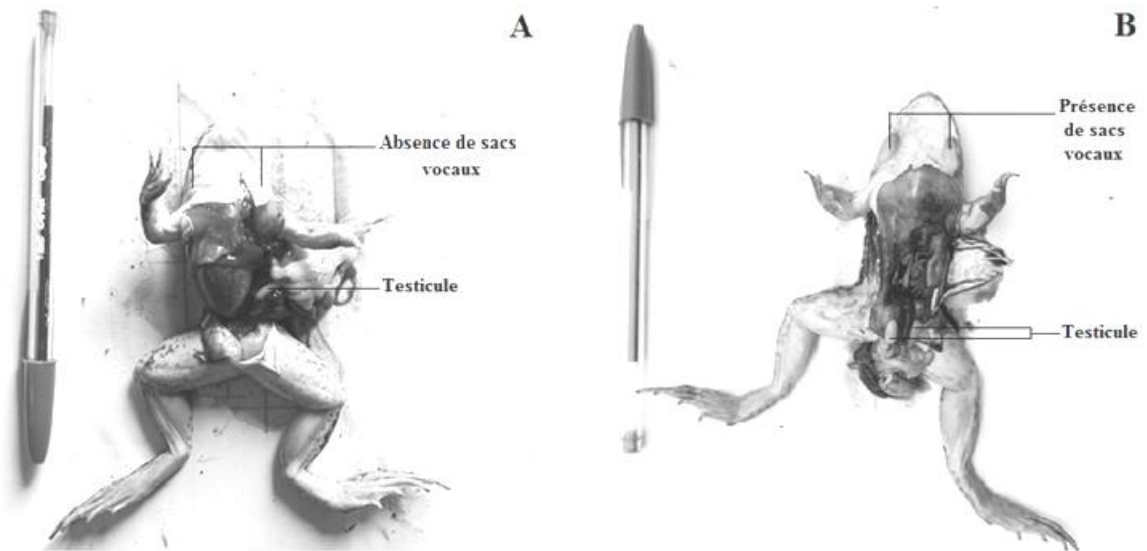 A
Absence de sacs
vocaux
Testicule
B
Présence
de sacs
vocaux
Testicule